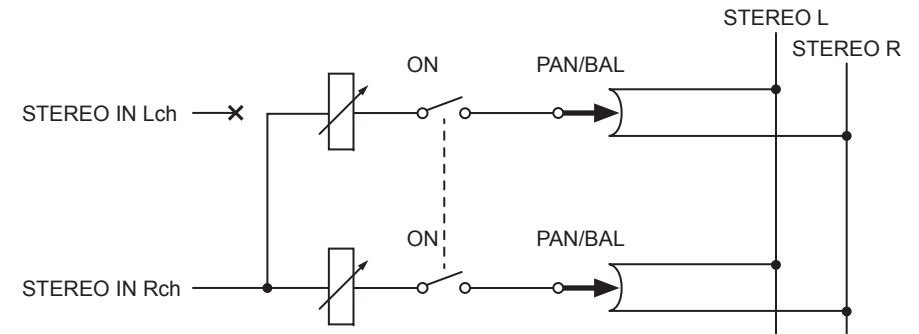 STEREO L
STEREO R
ON
PAN/BAL
STEREO IN Lch
ON
PAN/BAL
STEREO IN Rch